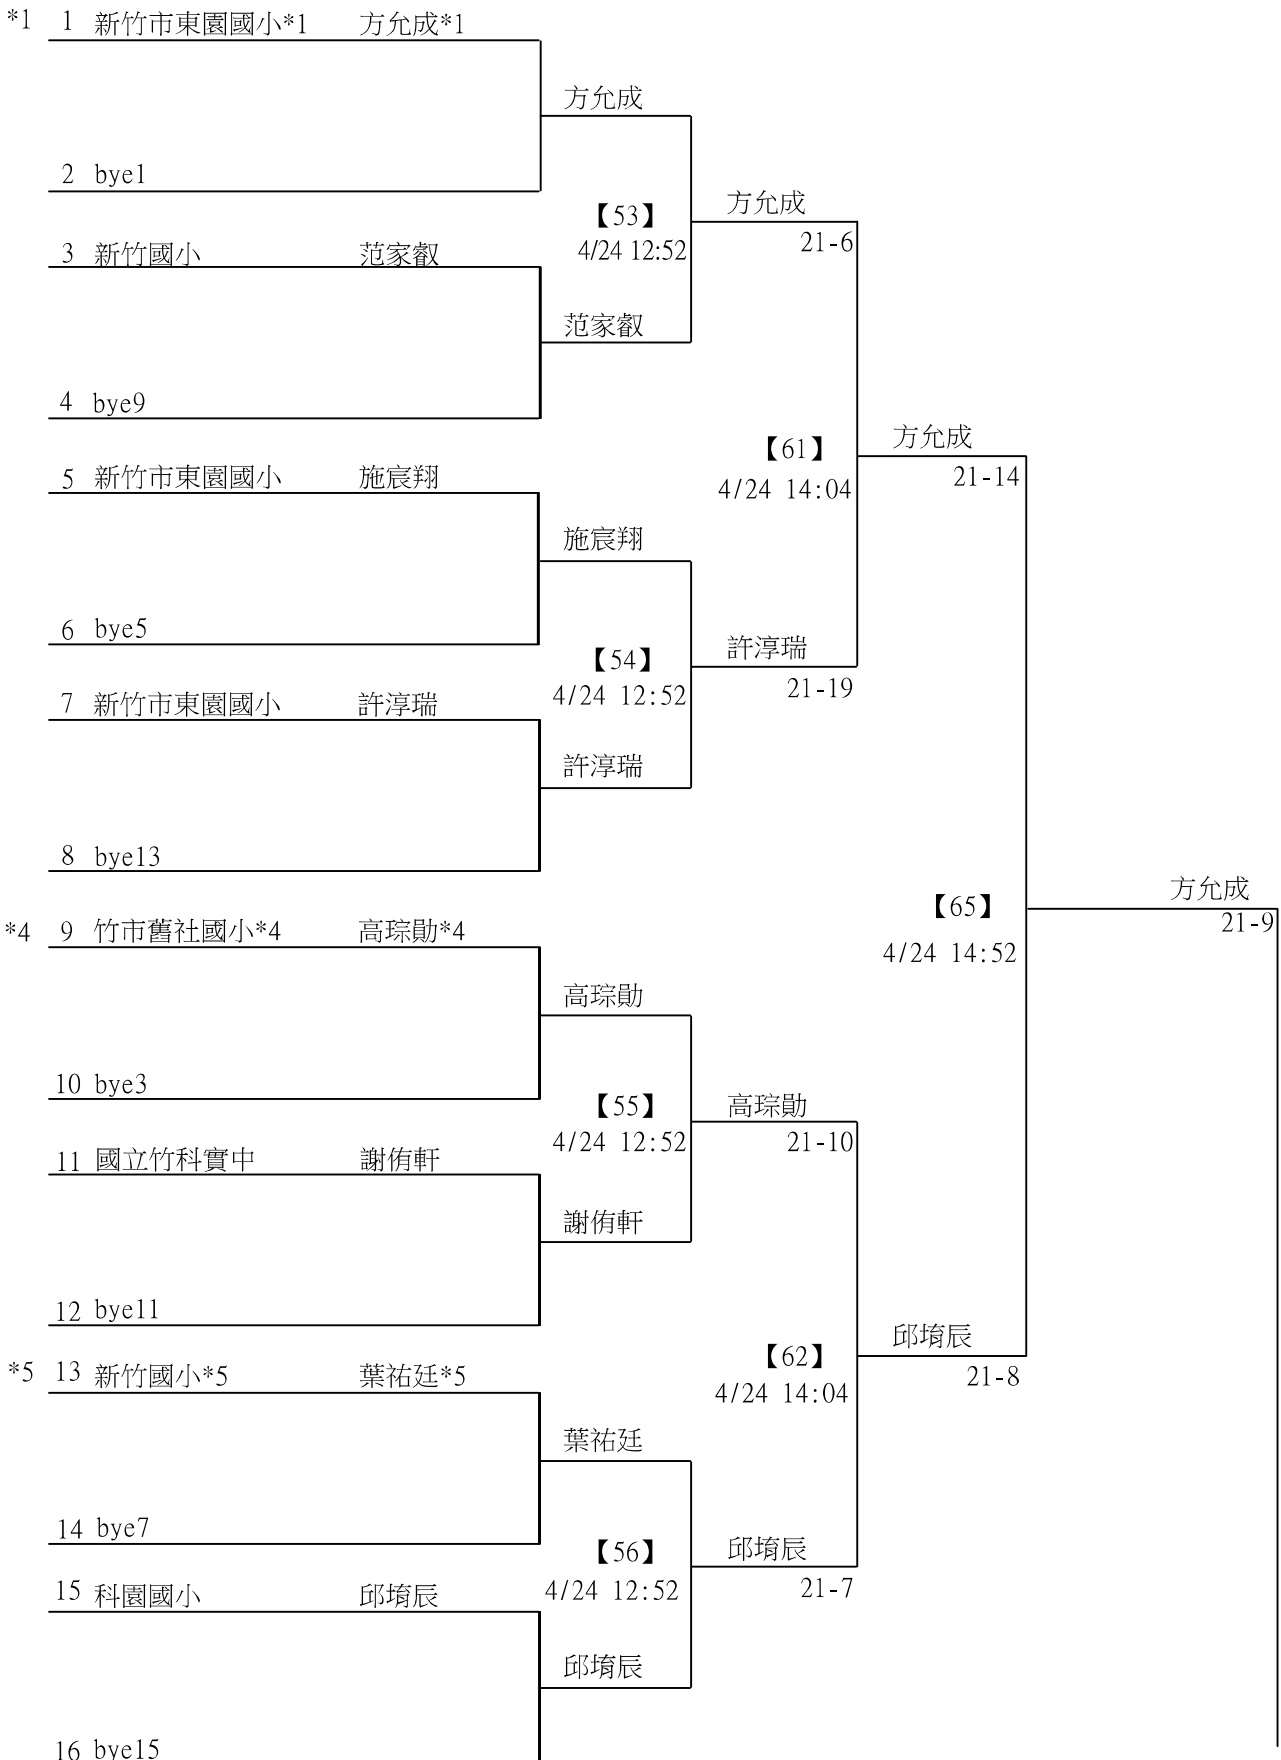 *1 1 新竹市東園國小*1 方允成*1
方允成
2 bye1
方允成
【53】
21-6
4/24 12:52
3 新竹國小 范家叡
范家叡
4 bye9
方允成
【61】
21-14
4/24 14:04
5 新竹市東園國小 施宸翔
施宸翔
6 bye5
許淳瑞
【54】
21-19
4/24 12:52
7 新竹市東園國小 許淳瑞
許淳瑞
8 bye13
方允成
【65】
21-9
4/24 14:52
*4 9 竹市舊社國小*4 高琮勛*4
高琮勛
10 bye3
高琮勛
【55】
21-10
4/24 12:52
11 國立竹科實中 謝侑軒
謝侑軒
12 bye11
邱堉辰
【62】
21-8
4/24 14:04
*5 13 新竹國小*5 葉祐廷*5
葉祐廷
14 bye7
邱堉辰
【56】
21-7
4/24 12:52
15 科園國小 邱堉辰
邱堉辰
16 bye15